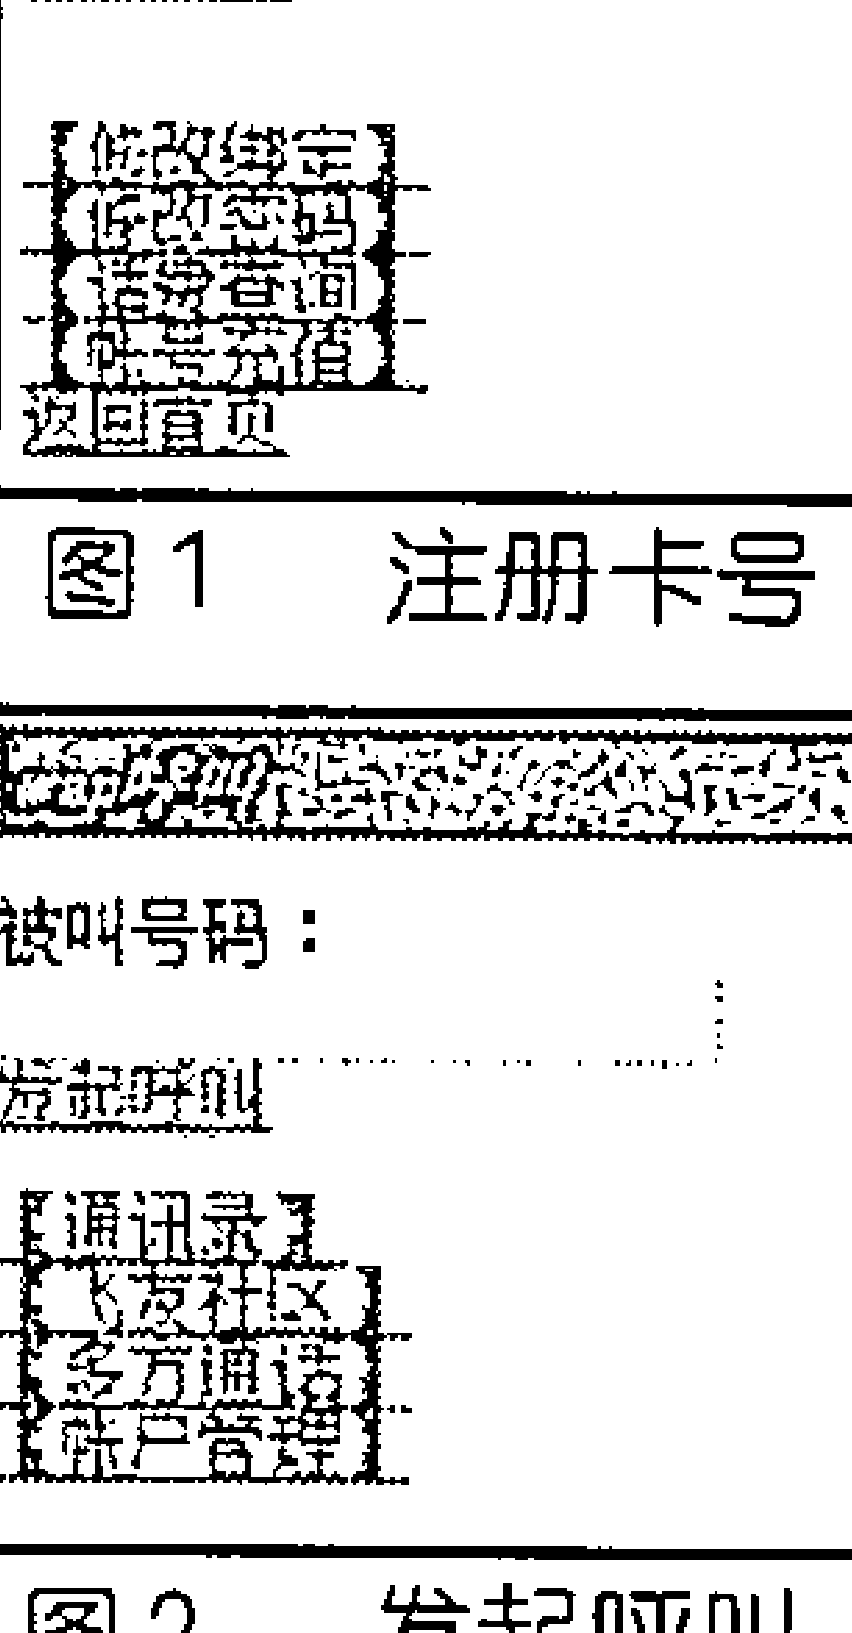 【修改绑定】
【修改密码】
【话费查询】
【账号充值】
返回首页
图1 注册卡号
被叫号码：
发起呼叫
【通讯录】
【飞友社区】
【多方通话】
【账户管理】
图2 发起呼叫